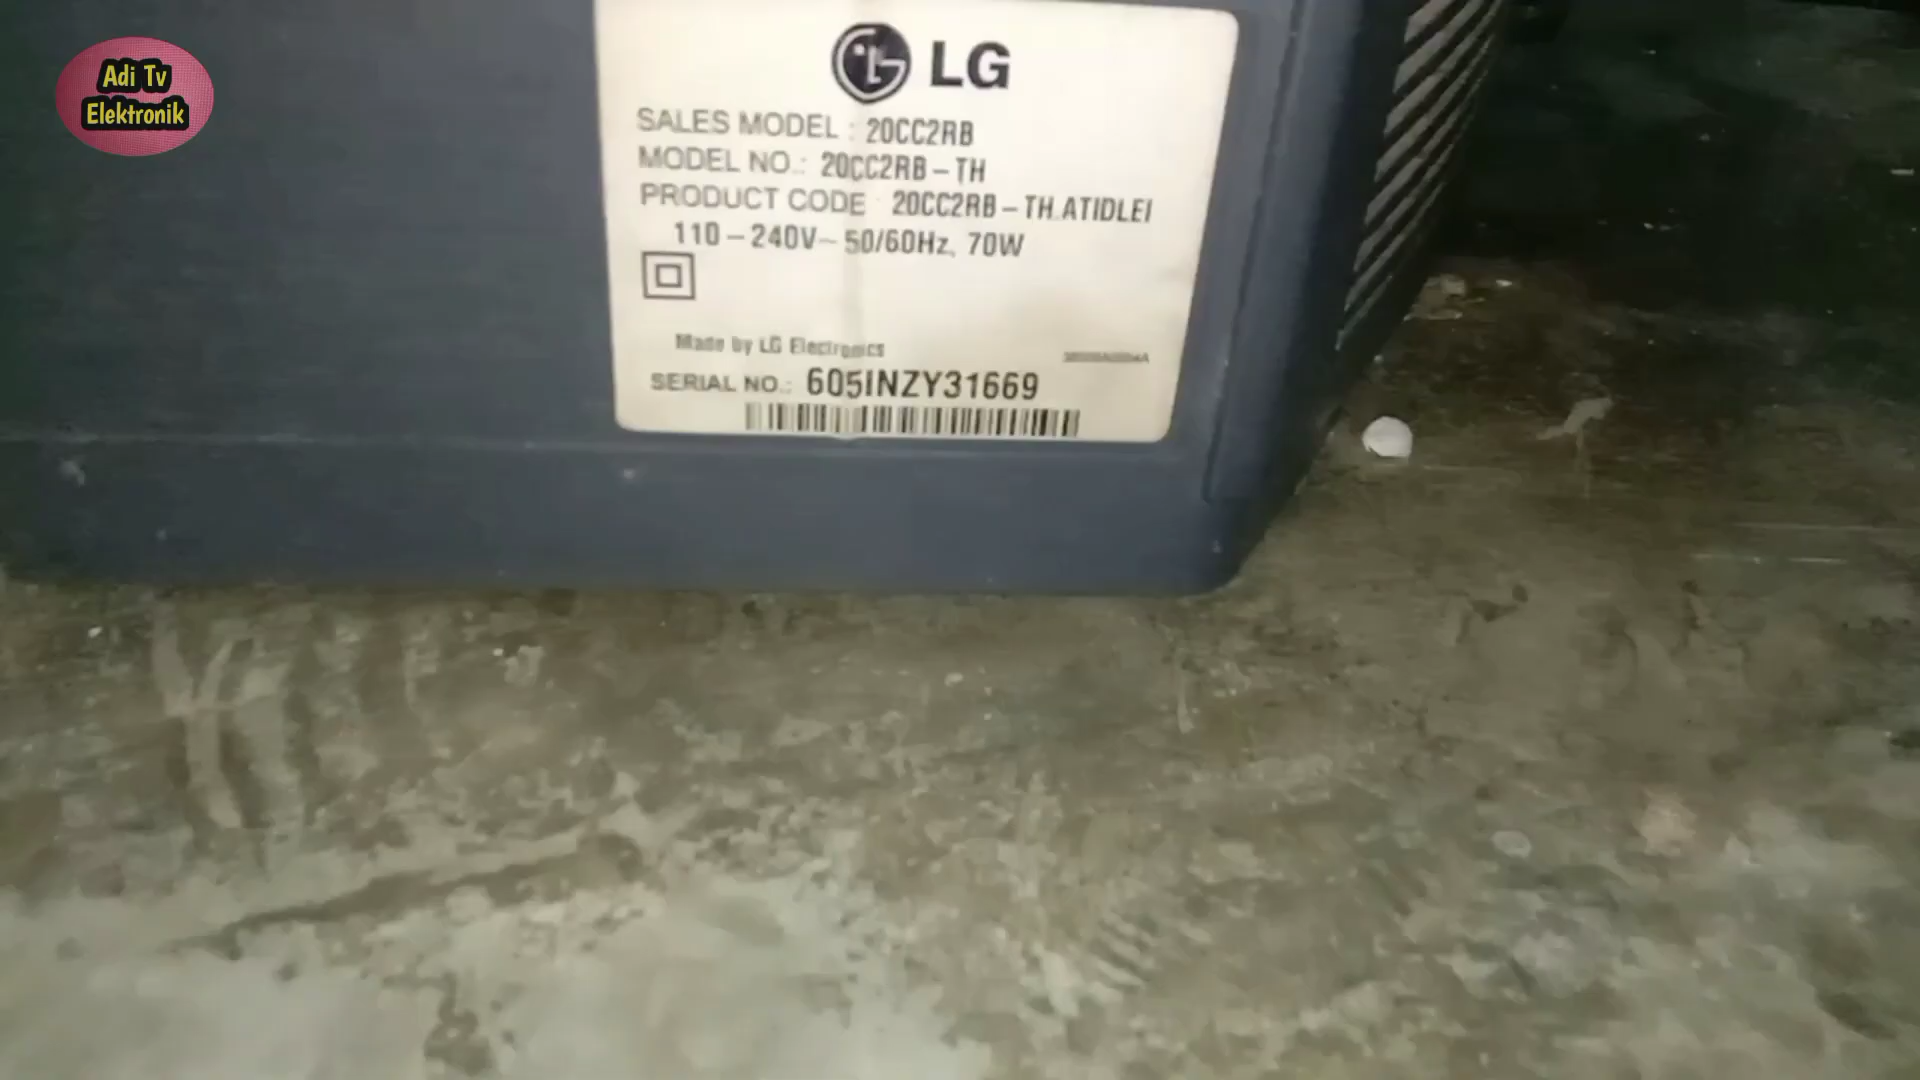 Adi Tv
Elektronik
LG
SALES MODEL : 20CC2RB
MODEL NO.: 20CC2RB-TH
PRODUCT CODE 20CC2RB-TH.ATIDLEI
110-240V~ 50/60Hz, 70W
Made by LG Electronics
SERIAL NO.: 605INZY31669